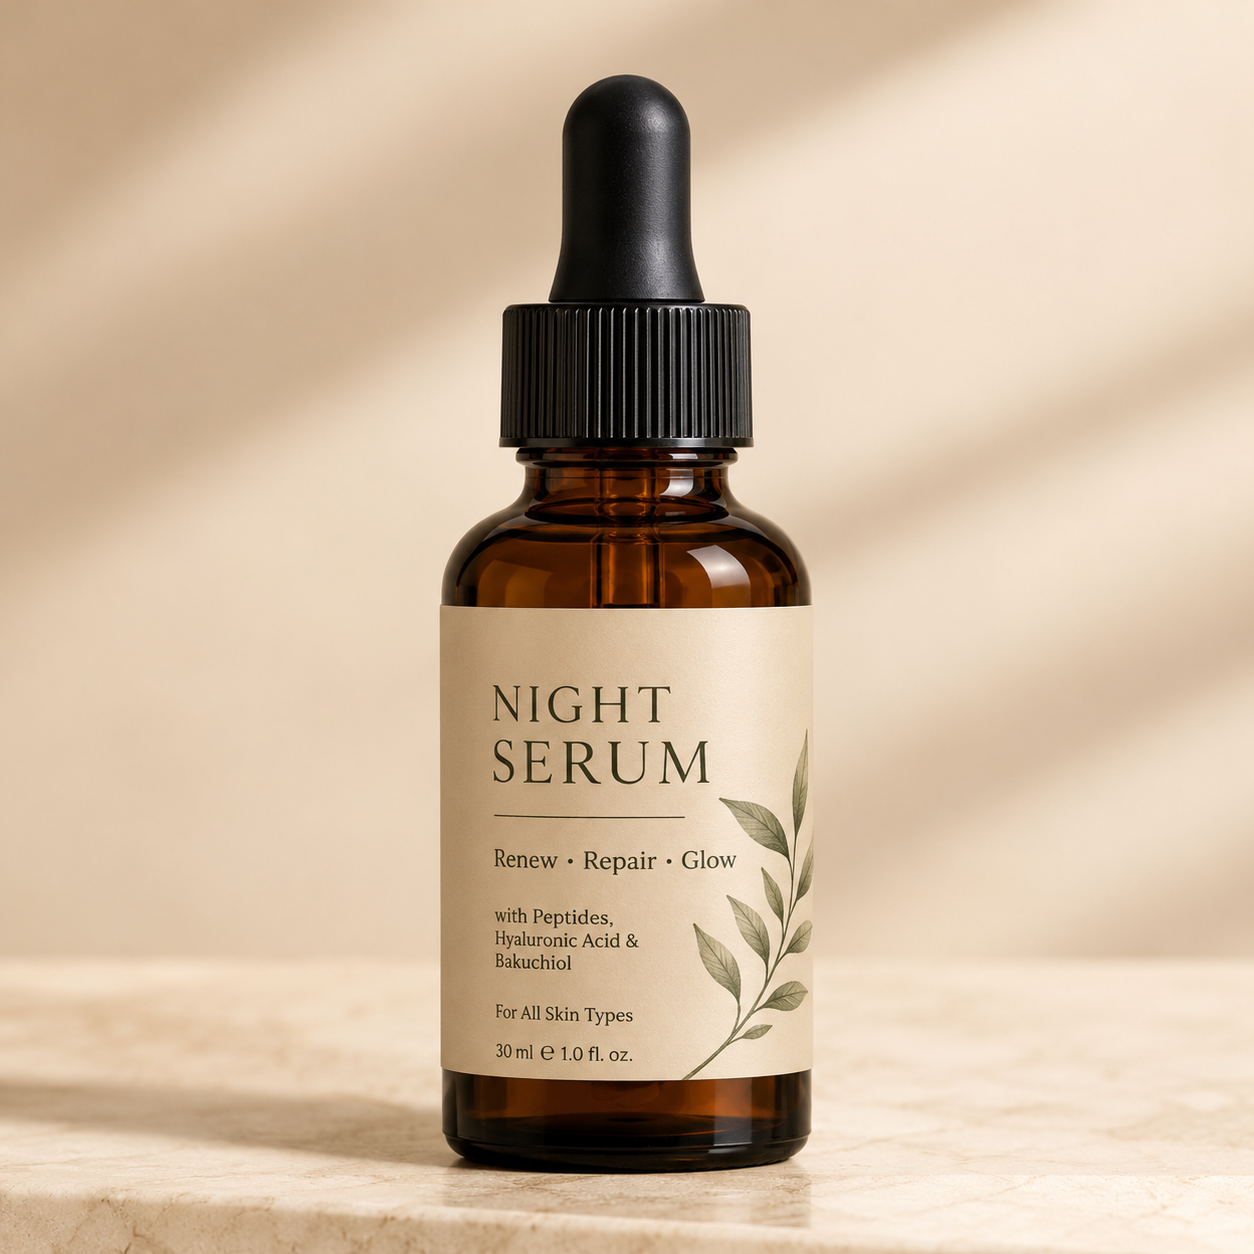 NIGHT
SERUM
Renew • Repair • Glow
with Peptides,
Hyaluronic Acid &
Bakuchiol
For All Skin Types
30 ml ℮ 1.0 fl. oz.